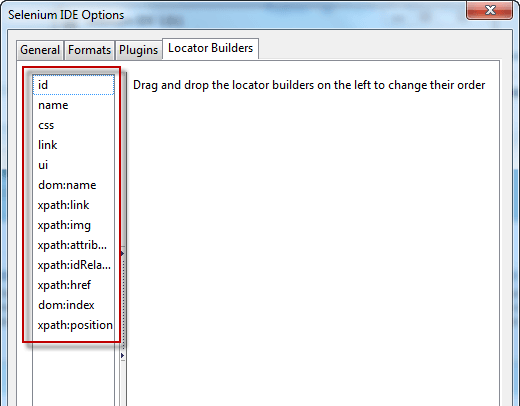 Selenium IDE Options
General Formats Plugins Locator Builders
id
Drag and drop the locator builders on the left to change their order
name
css
link
ui
dom:name
xpath:link
xpath:img
xpath:attrib...
xpath:idRela...
xpath:href
dom:index
xpath:position